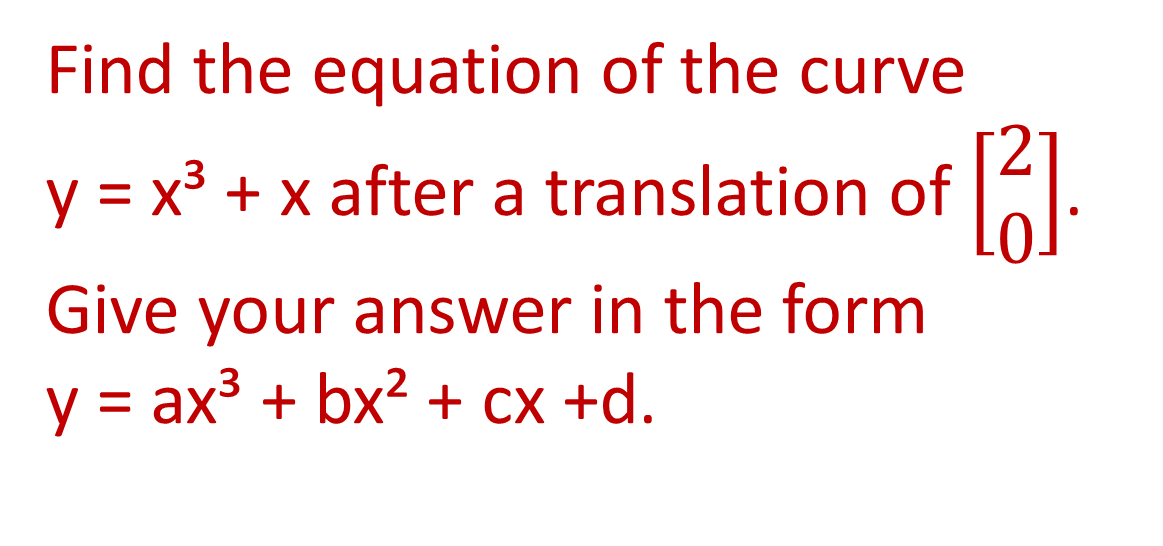 Find the equation of the curve
y = x³ + x after a translation of [2 0].
Give your answer in the form
y = ax³ + bx² + cx +d.